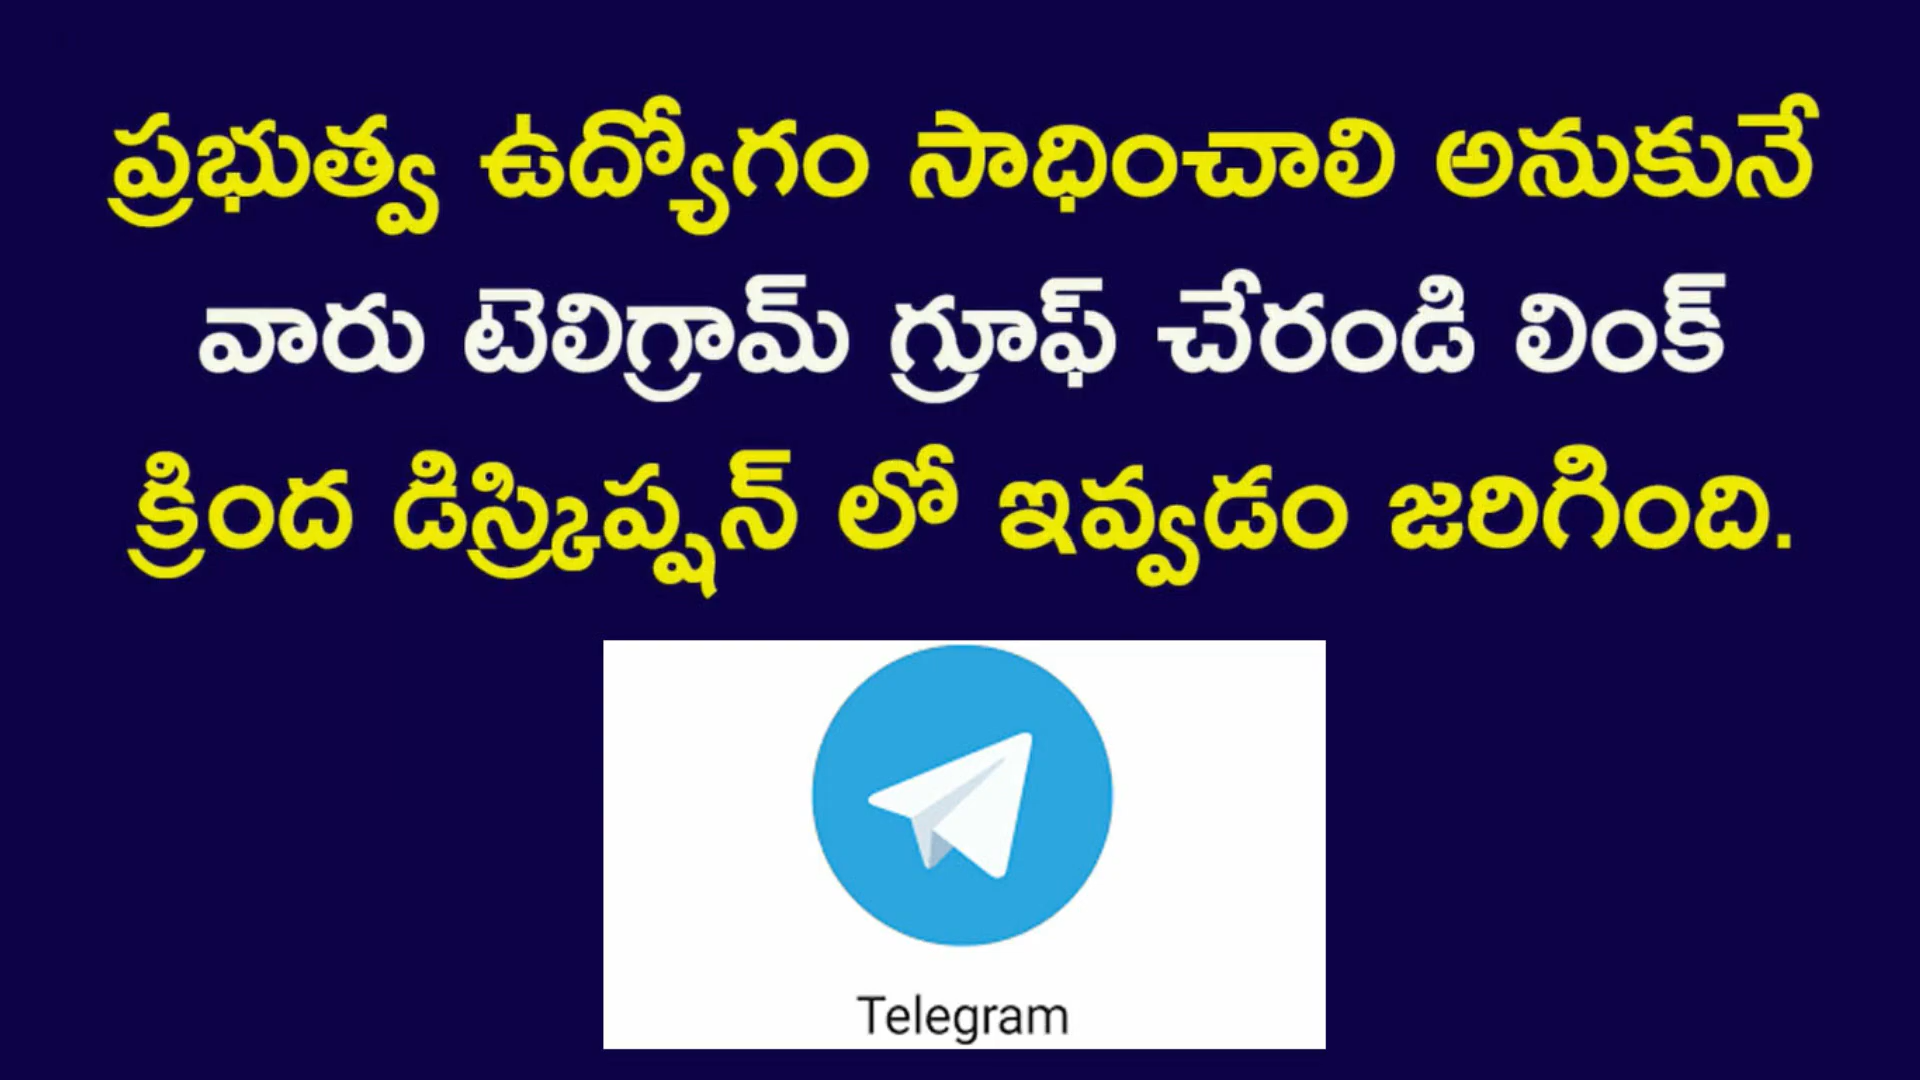 ప్రభుత్వ ఉద్యోగం సాధించాలి అనుకునే
వారు టెలిగ్రామ్ గ్రూఫ్ చేరండి లింక్
క్రింద డిస్క్రిప్షన్ లో ఇవ్వడం జరిగింది.
Telegram